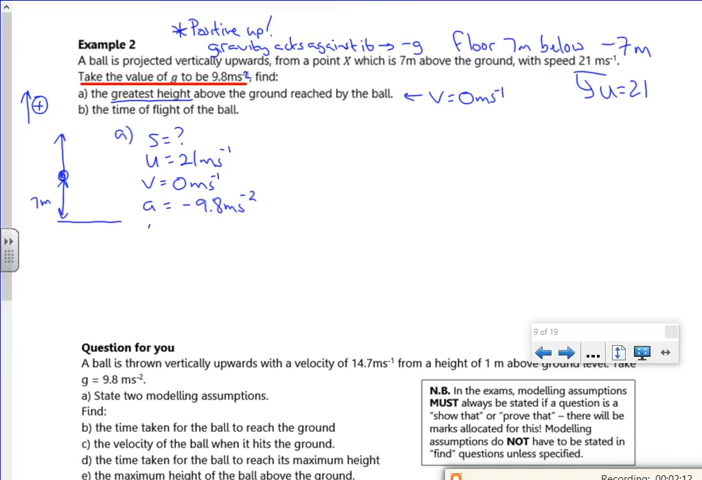 *Positive up!
gravity acts against it → -g
Floor 7m below -7m
Example 2
A ball is projected vertically upwards, from a point X which is 7m above the ground, with speed 21 ms⁻¹.
Take the value of g to be 9.8ms², find:
u=21
a) the greatest height above the ground reached by the ball.
← V=0ms⁻¹
b) the time of flight of the ball.
+
a) S=?
u=21ms⁻¹
V=0ms⁻¹
a = -9.8ms⁻²
7m
9 of 19
Question for you
A ball is thrown vertically upwards with a velocity of 14.7ms⁻¹ from a height of 1 m above ground level. Take
g = 9.8 ms⁻².
a) State two modelling assumptions.
Find:
b) the time taken for the ball to reach the ground
c) the velocity of the ball when it hits the ground.
d) the time taken for the ball to reach its maximum height
e) the maximum height of the ball above the ground.
N.B. In the exams, modelling assumptions
MUST always be stated if a question is a
"show that" or "prove that" – there will be
marks allocated for this! Modelling
assumptions do NOT have to be stated in
"find" questions unless specified.
Recording: 00:02:12